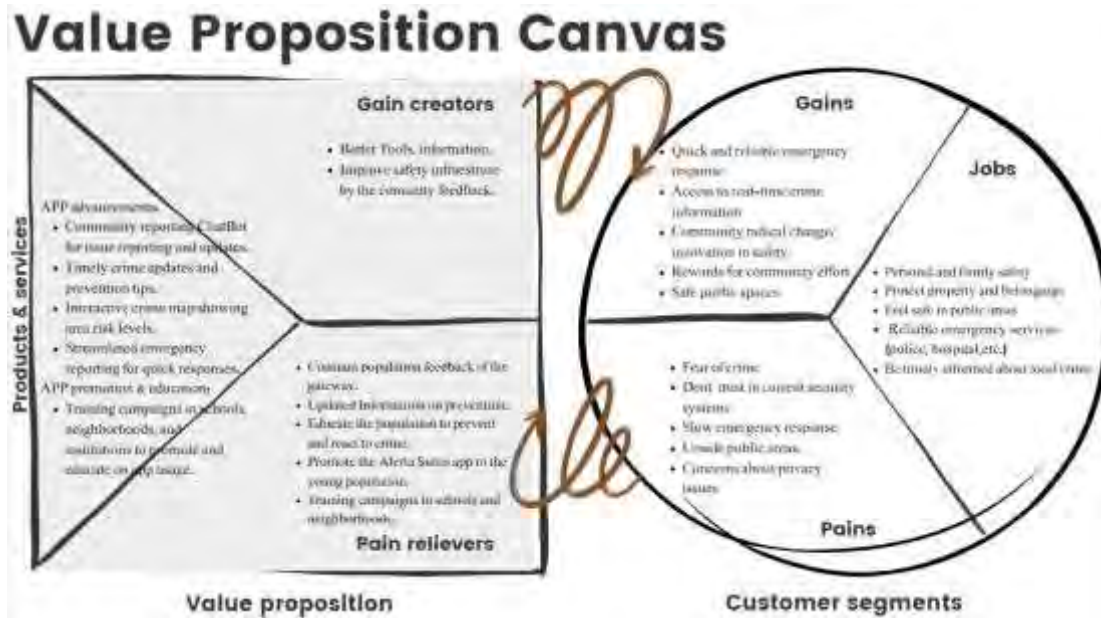 Value Proposition Canvas
Products & services
APP advancements
• Community reporting ChatBot
for issue reporting and updates.
• Timely crime updates and
prevention tips.
• Interactive crime map showing
area risk levels.
• Streamlined emergency
reporting for quick responses.
APP promotion & education
• Training campaigns in schools,
neighborhoods, and
institutions to promote and
educate on app usage.
Gain creators
• Better Tools, information.
• Improve safety
by the feedback.
• population feedback of the
gateway.
• Updated Information on prevention.
• Educate the population to prevent
and react to crime.
• Promote the Alerta app to the
young population.
• Training campaigns in schools and
neighborhoods.
Pain relievers
Value proposition
Gains
• Quick and reliable emergency
response
• Access to real-time crime
information
• Community radical change/
innovation in safety
• Rewards for community effort
• Safe public spaces
Jobs
• Personal and family safety
• Protect property and belongings
• Feel safe in public areas
• Reliable emergency services
(police, hospital,etc.)
• Be timely informed about local crime
• Fear of crime
• trust in current security
systems
• Slow emergency response
• Unsafe public areas.
• Concerns about privacy
issues
Pains
Customer segments